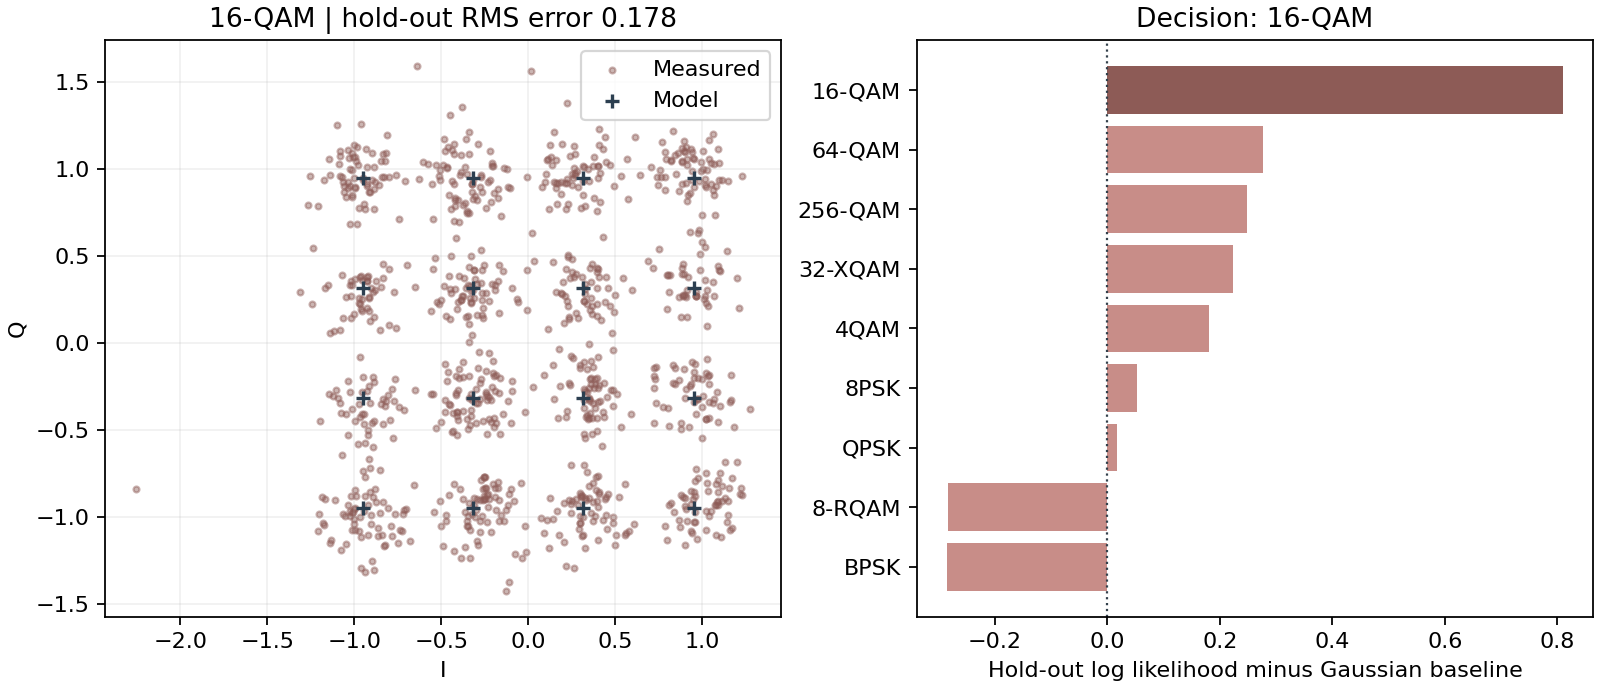 16-QAM | hold-out RMS error 0.178
Measured
Model
1.5
1.0
0.5
0.0
−0.5
−1.0
−1.5
Q
−2.0
−1.5
−1.0
−0.5
0.0
0.5
1.0
I
Decision: 16-QAM
16-QAM
64-QAM
256-QAM
32-XQAM
4QAM
8PSK
QPSK
8-RQAM
BPSK
−0.2
0.0
0.2
0.4
0.6
0.8
Hold-out log likelihood minus Gaussian baseline